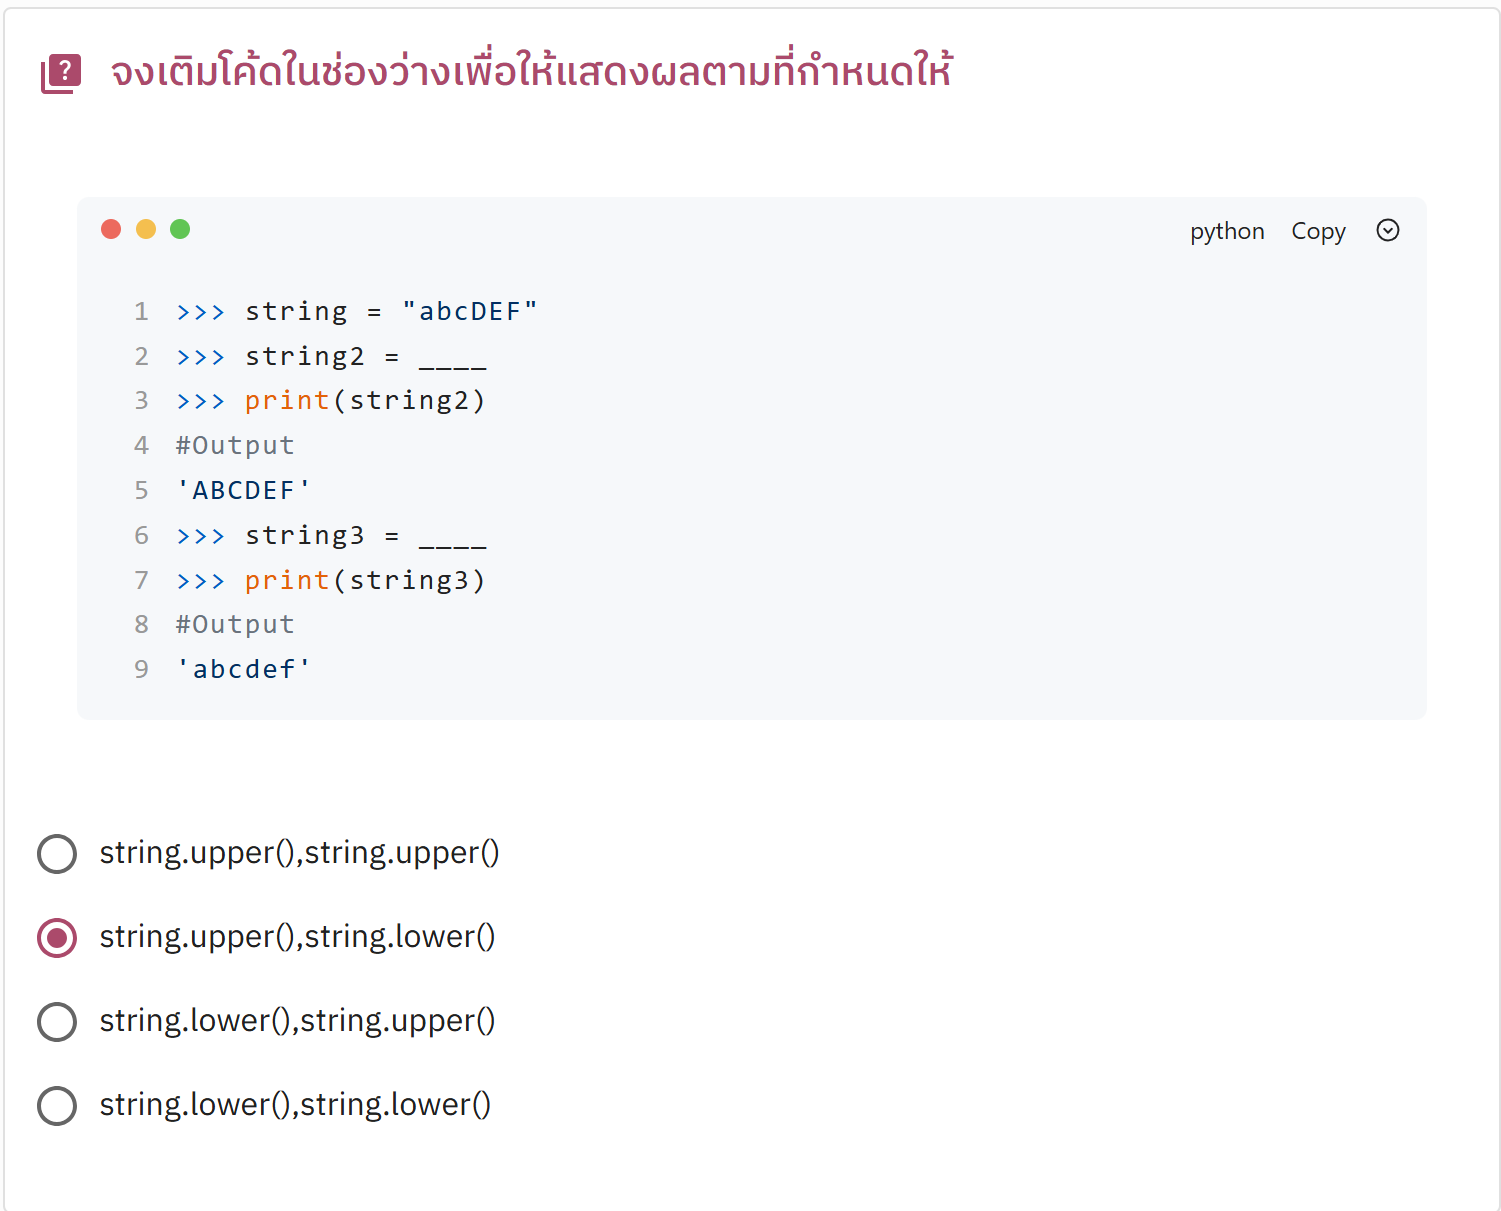 จงเติมโค้ดในช่องว่างเพื่อให้แสดงผลตามที่กำหนดให้
python Copy
1 >>> string = "abcDEF"
2 >>> string2 = ____
3 >>> print(string2)
4 #Output
5 'ABCDEF'
6 >>> string3 = ____
7 >>> print(string3)
8 #Output
9 'abcdef'
string.upper(),string.upper()
string.upper(),string.lower()
string.lower(),string.upper()
string.lower(),string.lower()